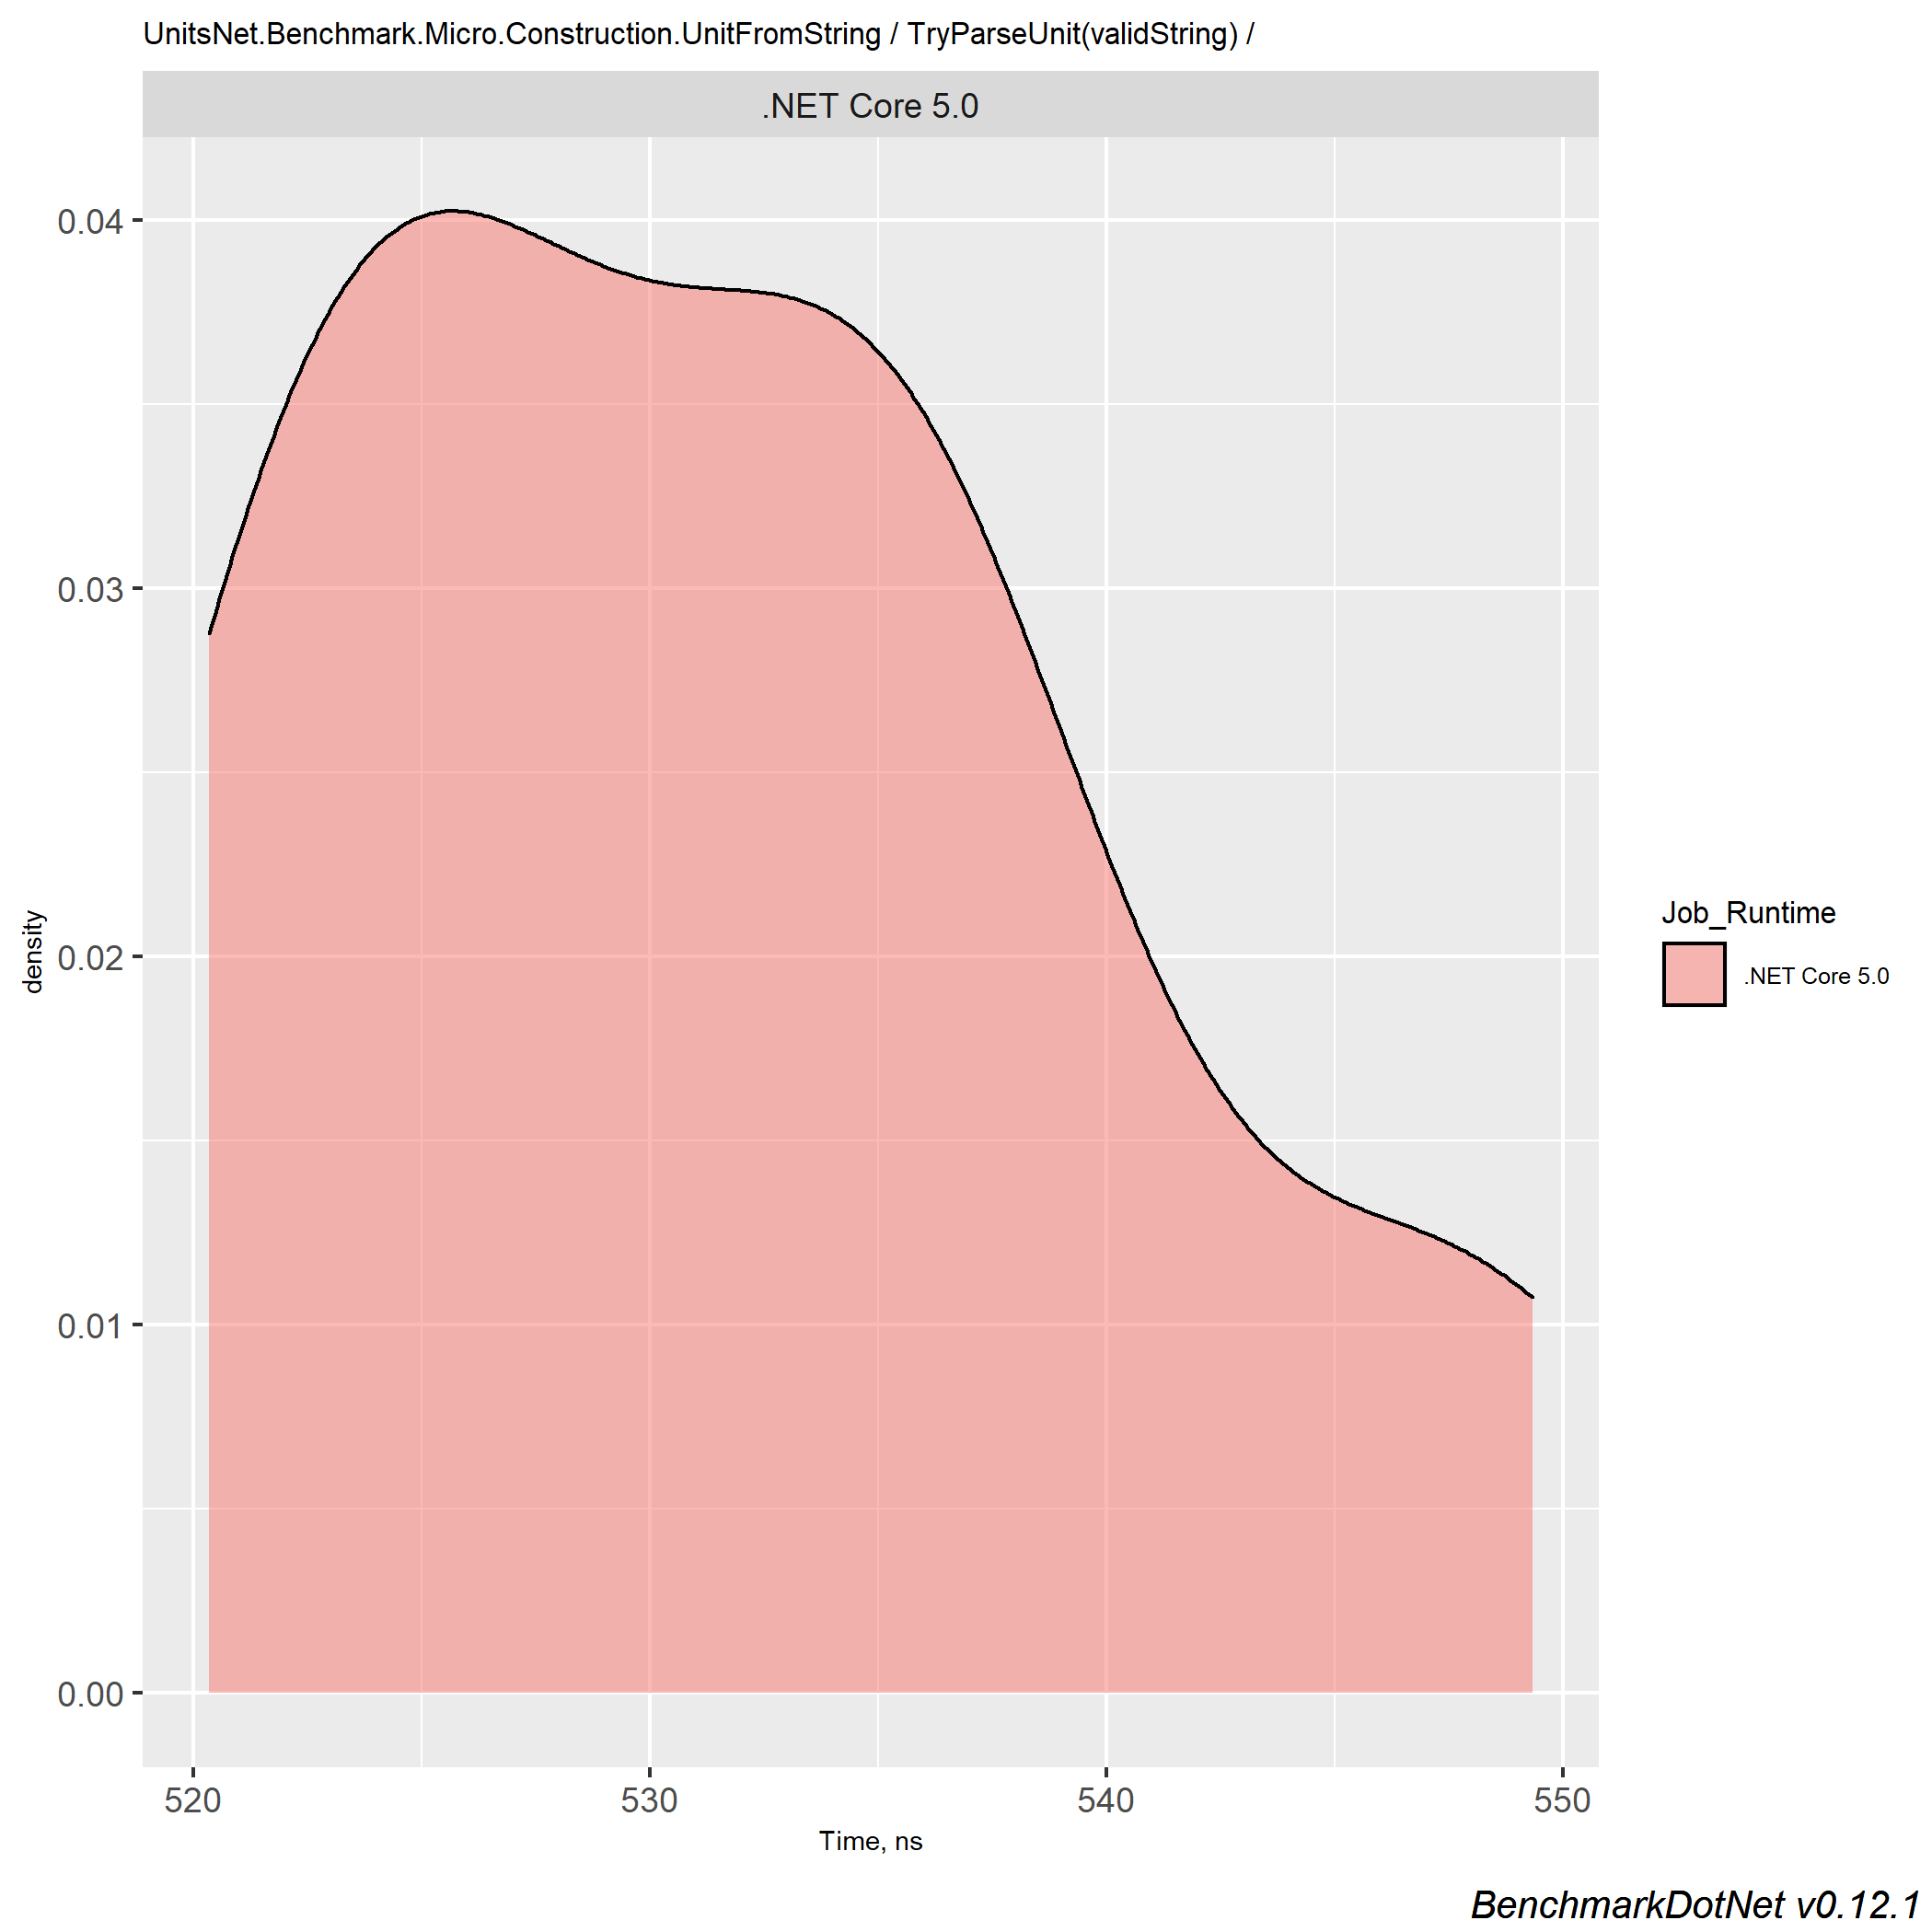 UnitsNet.Benchmark.Micro.Construction.UnitFromString / TryParseUnit(validString) /
.NET Core 5.0
0.04
0.03
0.02
0.01
0.00
density
520
530
540
550
Time, ns
Job_Runtime
.NET Core 5.0
BenchmarkDotNet v0.12.1